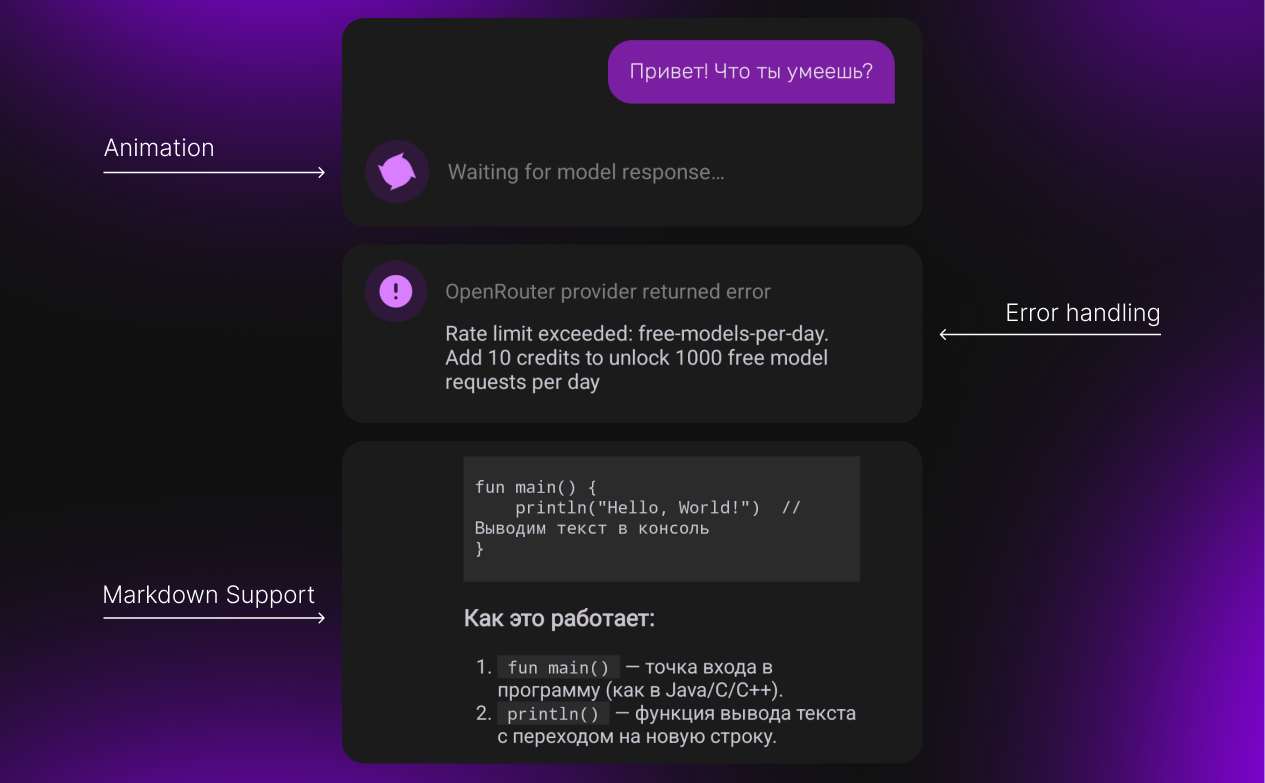 Привет! Что ты умеешь?
Animation
Waiting for model response…
OpenRouter provider returned error
Error handling
Rate limit exceeded: free-models-per-day.
Add 10 credits to unlock 1000 free model
requests per day
fun main() {
    println("Hello, World!")  //
Выводим текст в консоль
}
Markdown Support
Как это работает:
1. fun main() — точка входа в
программу (как в Java/C/C++).
2. println() — функция вывода текста
с переходом на новую строку.